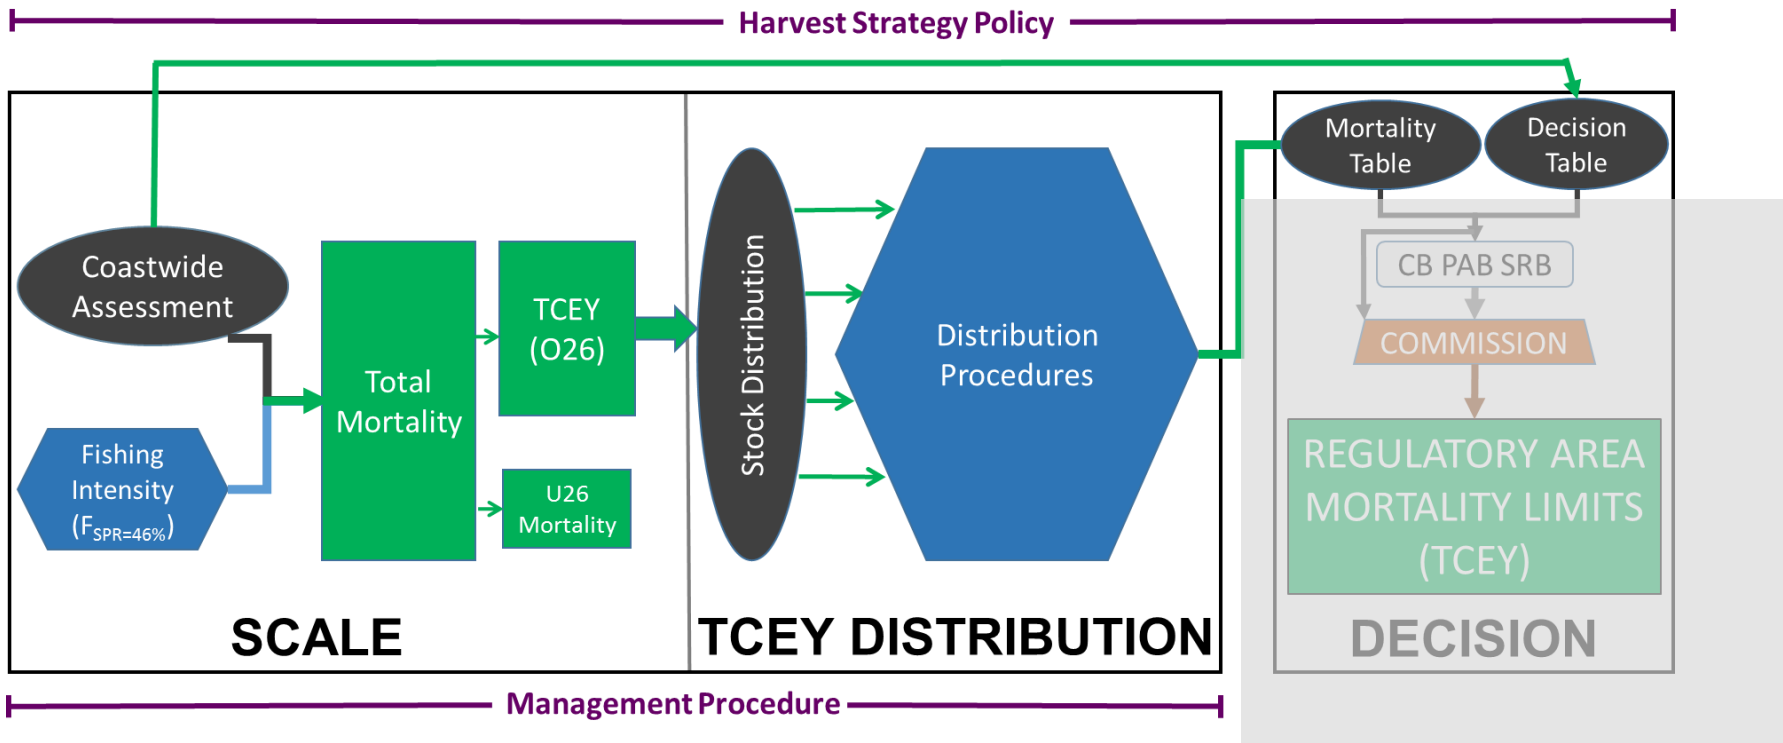 Harvest Strategy Policy
Coastwide
Assessment
Fishing
Intensity
(FSPR=46%)
Total
Mortality
TCEY
(O26)
U26
Mortality
SCALE
Stock Distribution
Distribution
Procedures
TCEY DISTRIBUTION
Mortality
Table
Decision
Table
CB PAB SRB
COMMISSION
REGULATORY AREA
MORTALITY LIMITS
(TCEY)
DECISION
Management Procedure